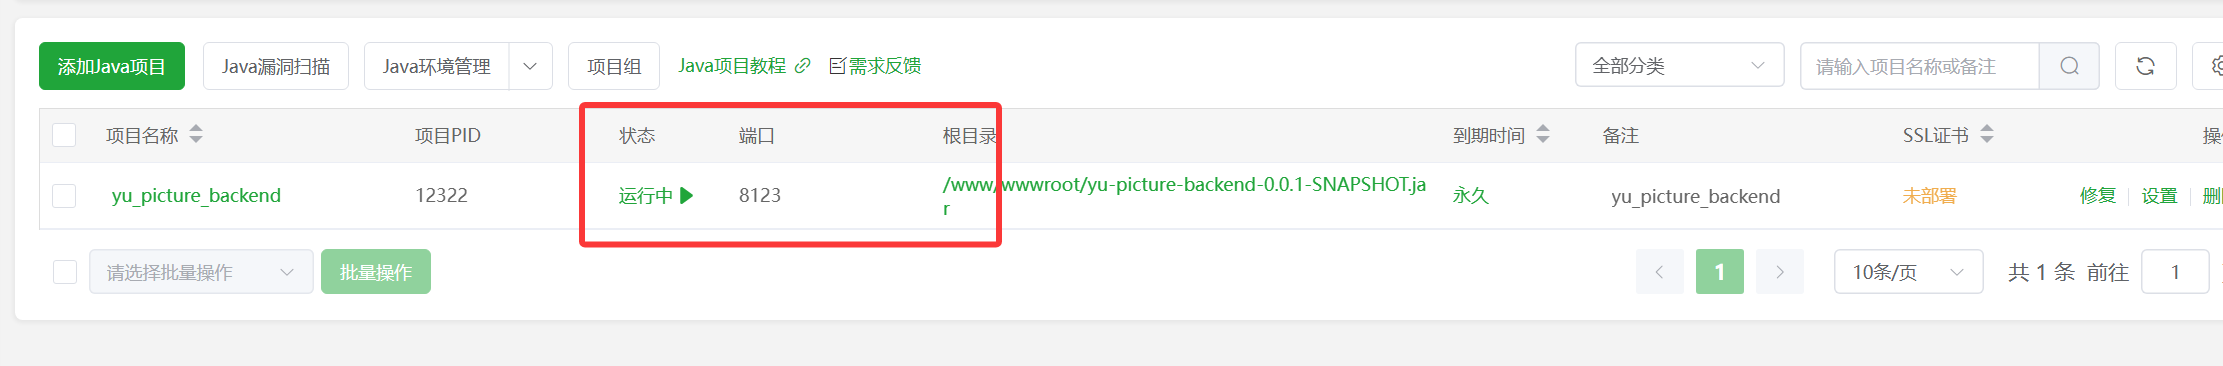 添加Java项目 Java漏洞扫描 Java环境管理 项目组 Java项目教程 需求反馈 全部分类 请输入项目名称或备注
项目名称 项目PID 状态 端口 根目录 到期时间 备注 SSL证书
yu_picture_backend 12322 运行中 8123 /www/wwwroot/yu-picture-backend-0.0.1-SNAPSHOT.ja 永久 yu_picture_backend 未部署 修复 设置
r
请选择批量操作 批量操作 1 10条/页 共 1 条 前往 1